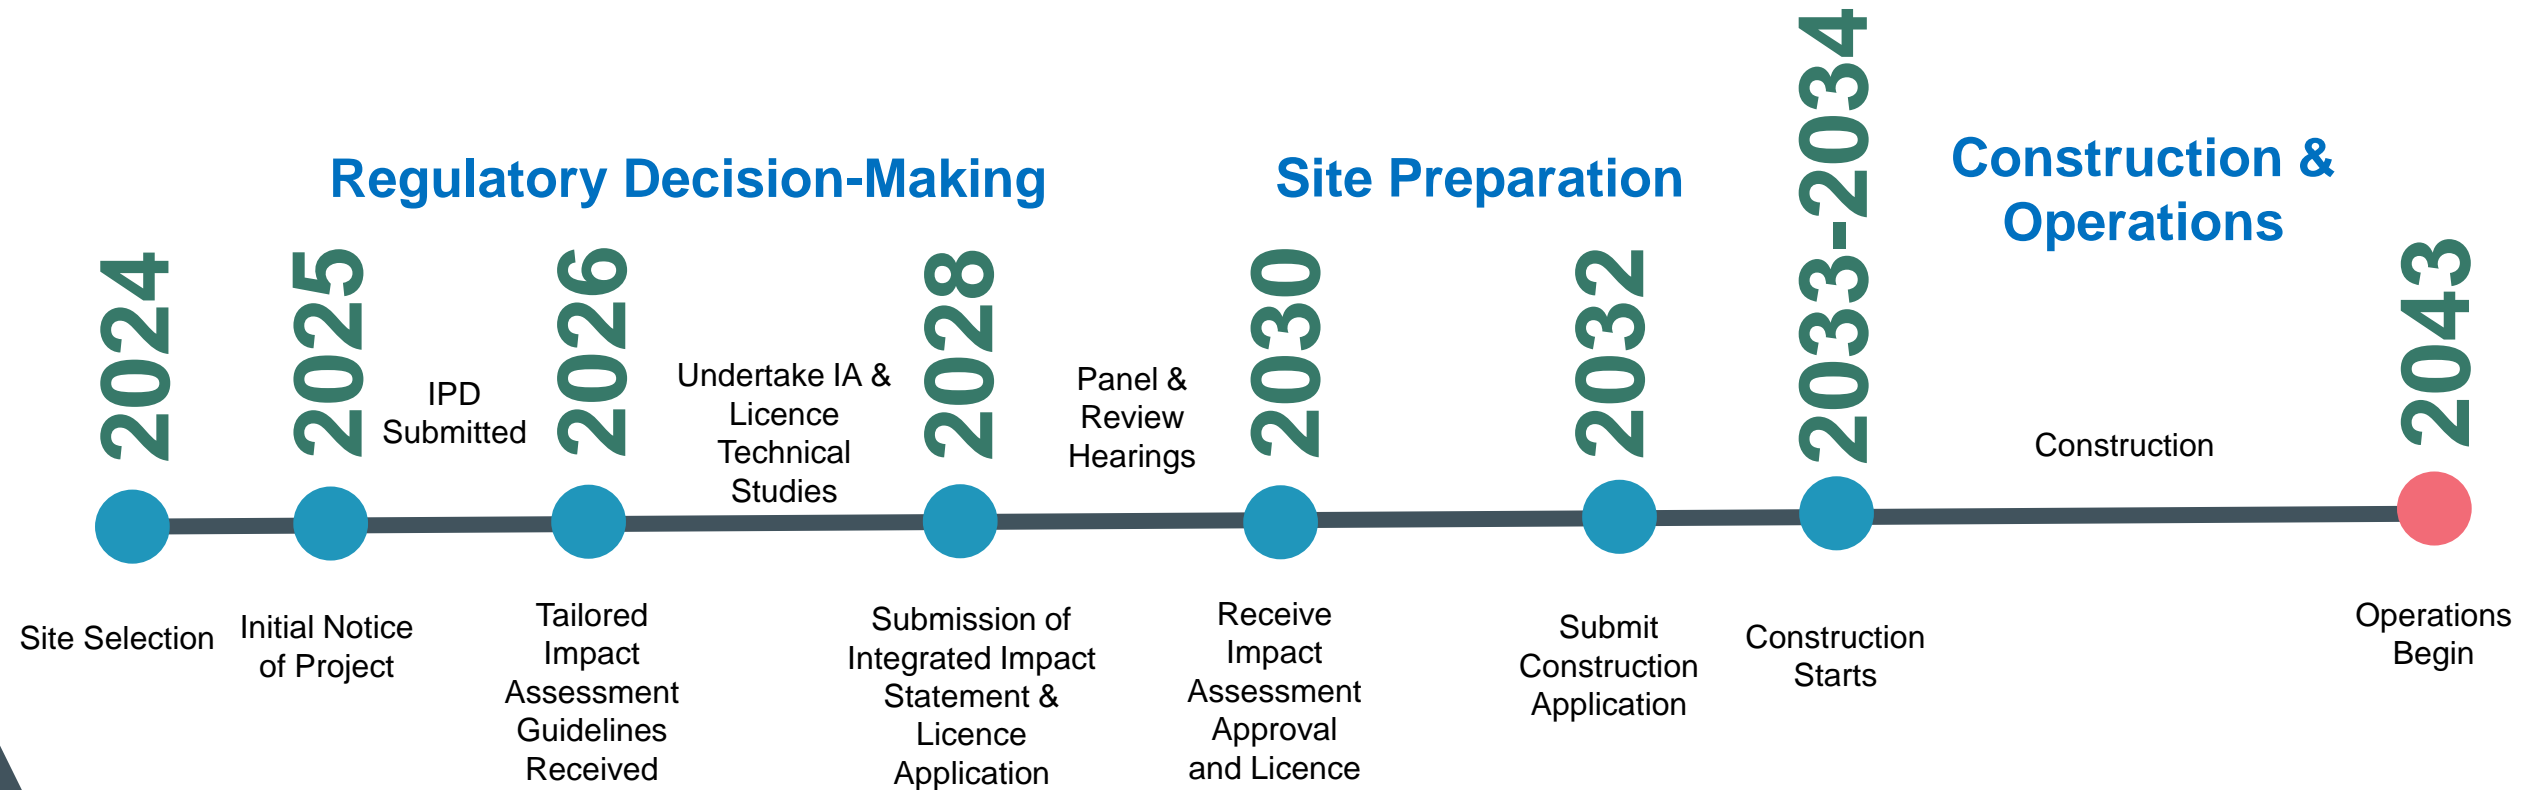 Regulatory Decision-Making
Site Preparation
Construction &
Operations
2024
2025
2026
2028
2030
2032
2033-2034
2043
IPD
Submitted
Undertake IA &
Licence
Technical
Studies
Panel &
Review
Hearings
Construction
Site Selection
Initial Notice
of Project
Tailored
Impact
Assessment
Guidelines
Received
Submission of
Integrated Impact
Statement &
Licence
Application
Receive
Impact
Assessment
Approval
and Licence
Submit
Construction
Application
Construction
Starts
Operations
Begin